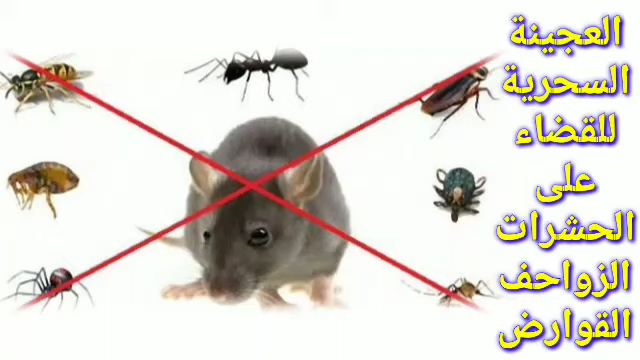 العجينة
السحرية
للقضاء
على
الحشرات
الزواحف
القوارض